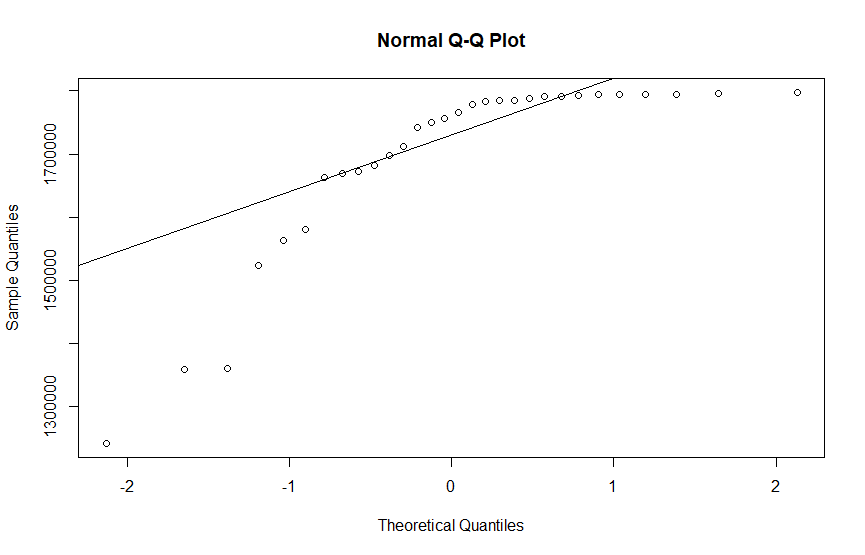 Normal Q-Q Plot
Sample Quantiles
1700000
1500000
1300000
-2
-1
0
1
2
Theoretical Quantiles